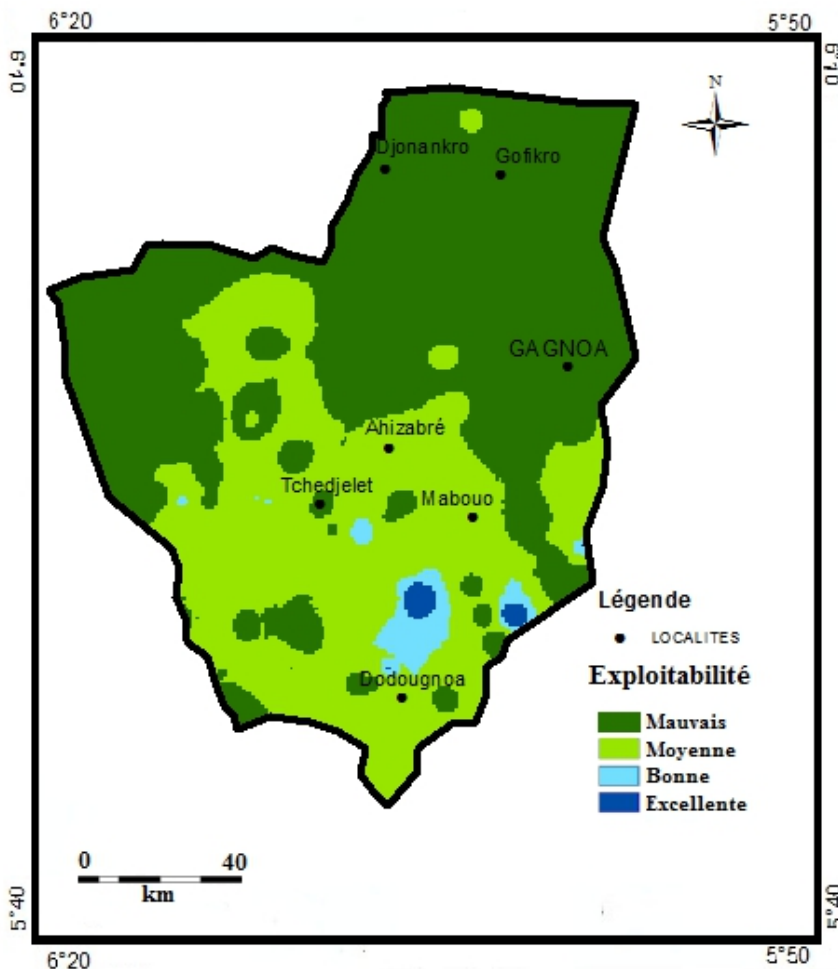 6°20
5°50
6°10
6°10
N
Djonankro
Gofikro
GAGNOA
Ahizabré
Tchedjelet
Mabouo
Dodougnoa
Légende
LOCALITES
Exploitabilité
Mauvais
Moyenne
Bonne
Excellente
0 40
km
5°40
5°40
6°20
5°50